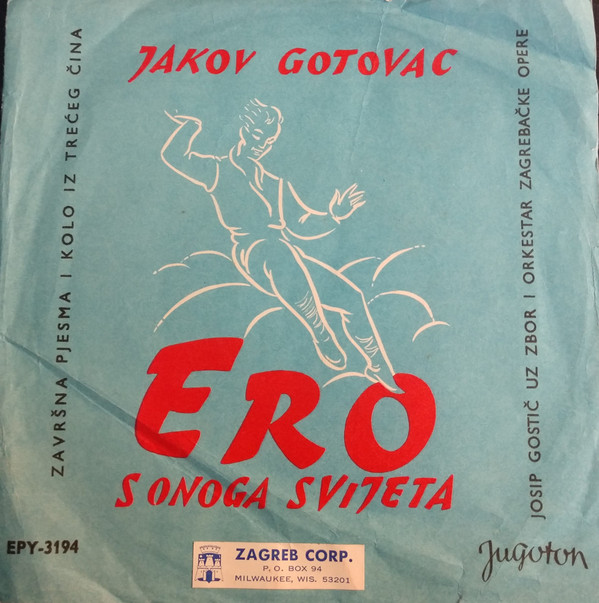 JAKOV GOTOVAC
ZAVRŠNA PJESMA I KOLO IZ TREĆEG ČINA
JOSIP GOSTIČ UZ ZBOR I ORKESTAR ZAGREBAČKE OPERE
ERO
S ONOGA SVIJETA
EPY-3194
ZAGREB CORP.
P. O. BOX 94
MILWAUKEE, WIS. 53201
Jugoton